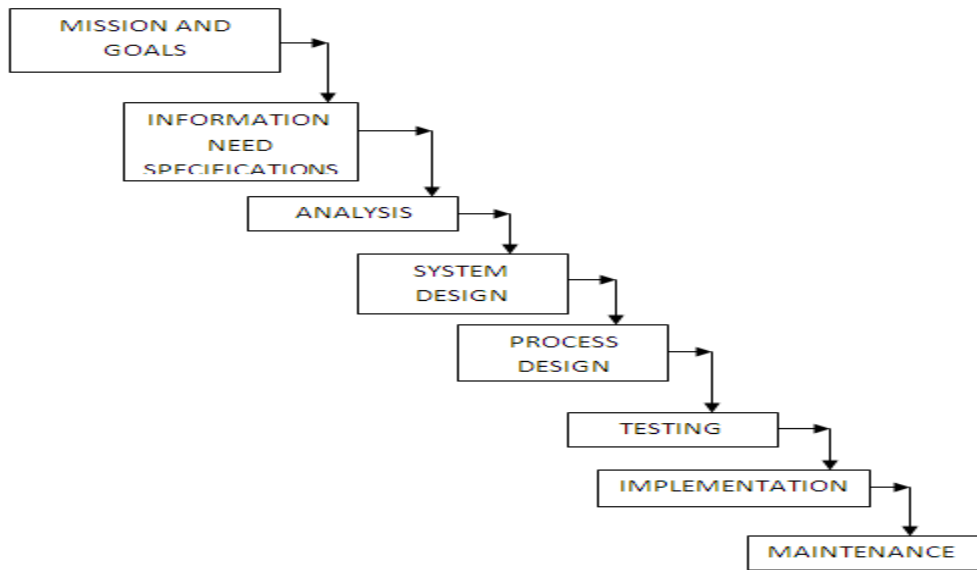 MISSION AND
GOALS
INFORMATION
NEED
SPECIFICATIONS
ANALYSIS
SYSTEM
DESIGN
PROCESS
DESIGN
TESTING
IMPLEMENTATION
MAINTENANCE